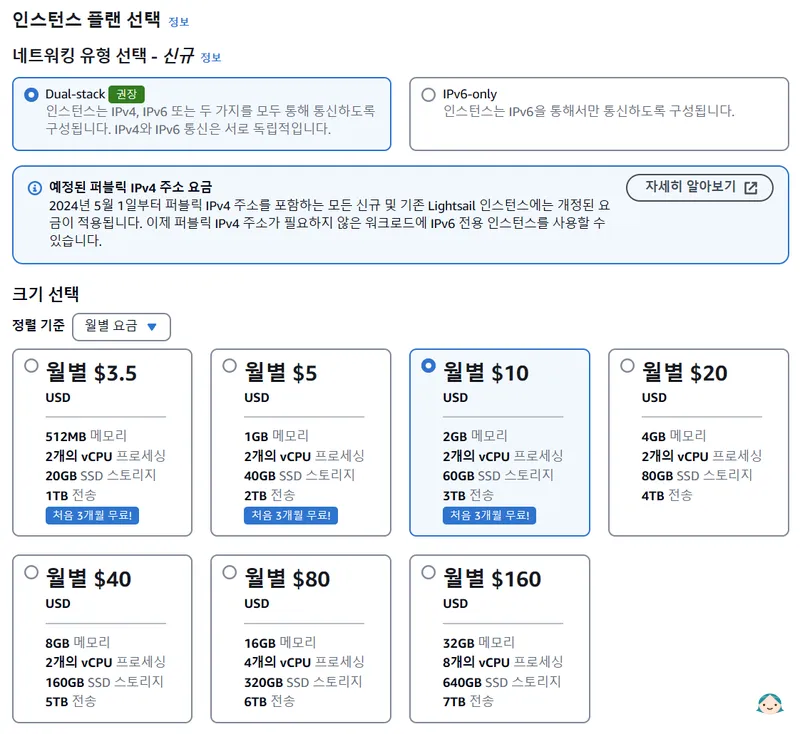 인스턴스 플랜 선택 정보
네트워킹 유형 선택 - 신규 정보
Dual-stack 권장
인스턴스는 IPv4, IPv6 또는 두 가지를 모두 통해 통신하도록
구성됩니다. IPv4와 IPv6 통신은 서로 독립적입니다.
IPv6-only
인스턴스는 IPv6을 통해서만 통신하도록 구성됩니다.
예정된 퍼블릭 IPv4 주소 요금
2024년 5월 1일부터 퍼블릭 IPv4 주소를 포함하는 모든 신규 및 기존 Lightsail 인스턴스에는 개정된 요
금이 적용됩니다. 이제 퍼블릭 IPv4 주소가 필요하지 않은 워크로드에 IPv6 전용 인스턴스를 사용할 수
있습니다.
자세히 알아보기
크기 선택
정렬 기준 월별 요금
월별 $3.5
USD
512MB 메모리
2개의 vCPU 프로세싱
20GB SSD 스토리지
1TB 전송
처음 3개월 무료!
월별 $5
USD
1GB 메모리
2개의 vCPU 프로세싱
40GB SSD 스토리지
2TB 전송
처음 3개월 무료!
월별 $10
USD
2GB 메모리
2개의 vCPU 프로세싱
60GB SSD 스토리지
3TB 전송
처음 3개월 무료!
월별 $20
USD
4GB 메모리
2개의 vCPU 프로세싱
80GB SSD 스토리지
4TB 전송
월별 $40
USD
8GB 메모리
2개의 vCPU 프로세싱
160GB SSD 스토리지
5TB 전송
월별 $80
USD
16GB 메모리
4개의 vCPU 프로세싱
320GB SSD 스토리지
6TB 전송
월별 $160
USD
32GB 메모리
8개의 vCPU 프로세싱
640GB SSD 스토리지
7TB 전송